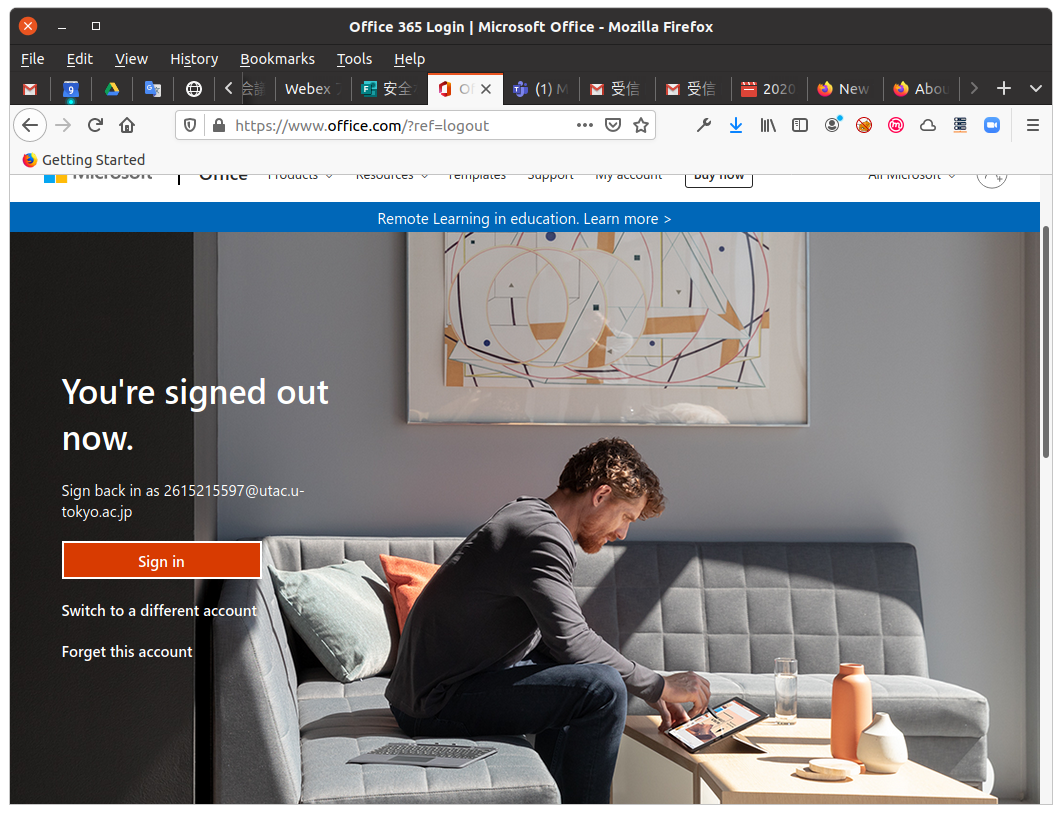 Office 365 Login | Microsoft Office - Mozilla Firefox
File Edit View History Bookmarks Tools Help
9 会議 Webex 安全 Of (1) M 受信 受信 2020 New Abou
https://www.office.com/?ref=logout
Getting Started
Microsoft Office Products Resources Templates Support My account Buy now All Microsoft
Remote Learning in education. Learn more >
You're signed out
now.
Sign back in as 2615215597@utac.u-
tokyo.ac.jp
Sign in
Switch to a different account
Forget this account